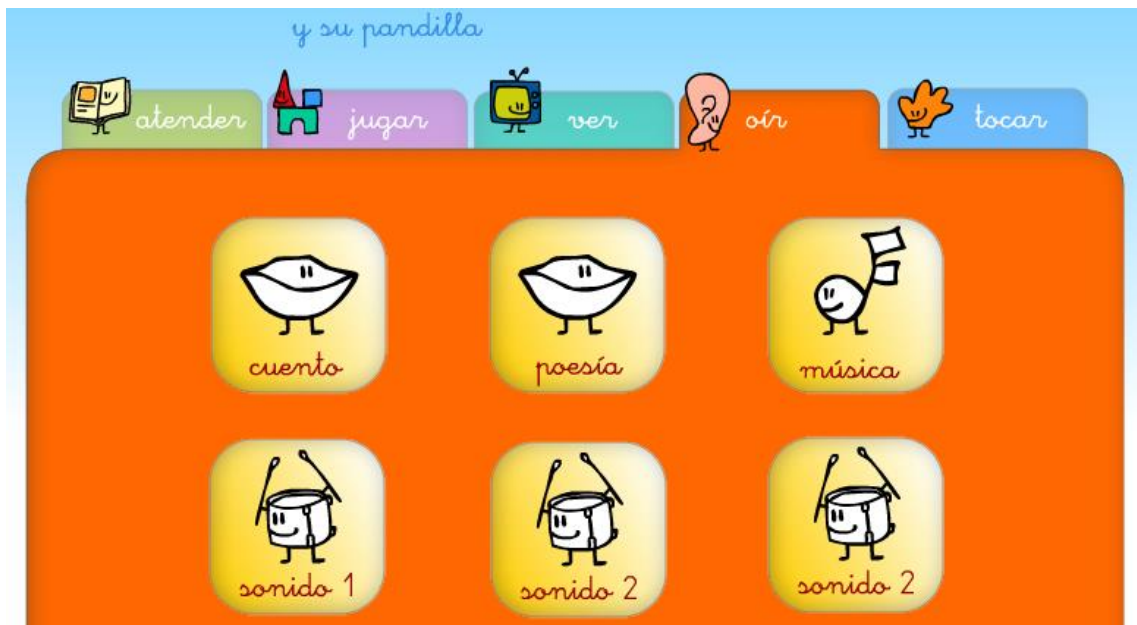 y su pandilla
atender jugar ver oír tocar
cuento poesía música
sonido 1 sonido 2 sonido 2